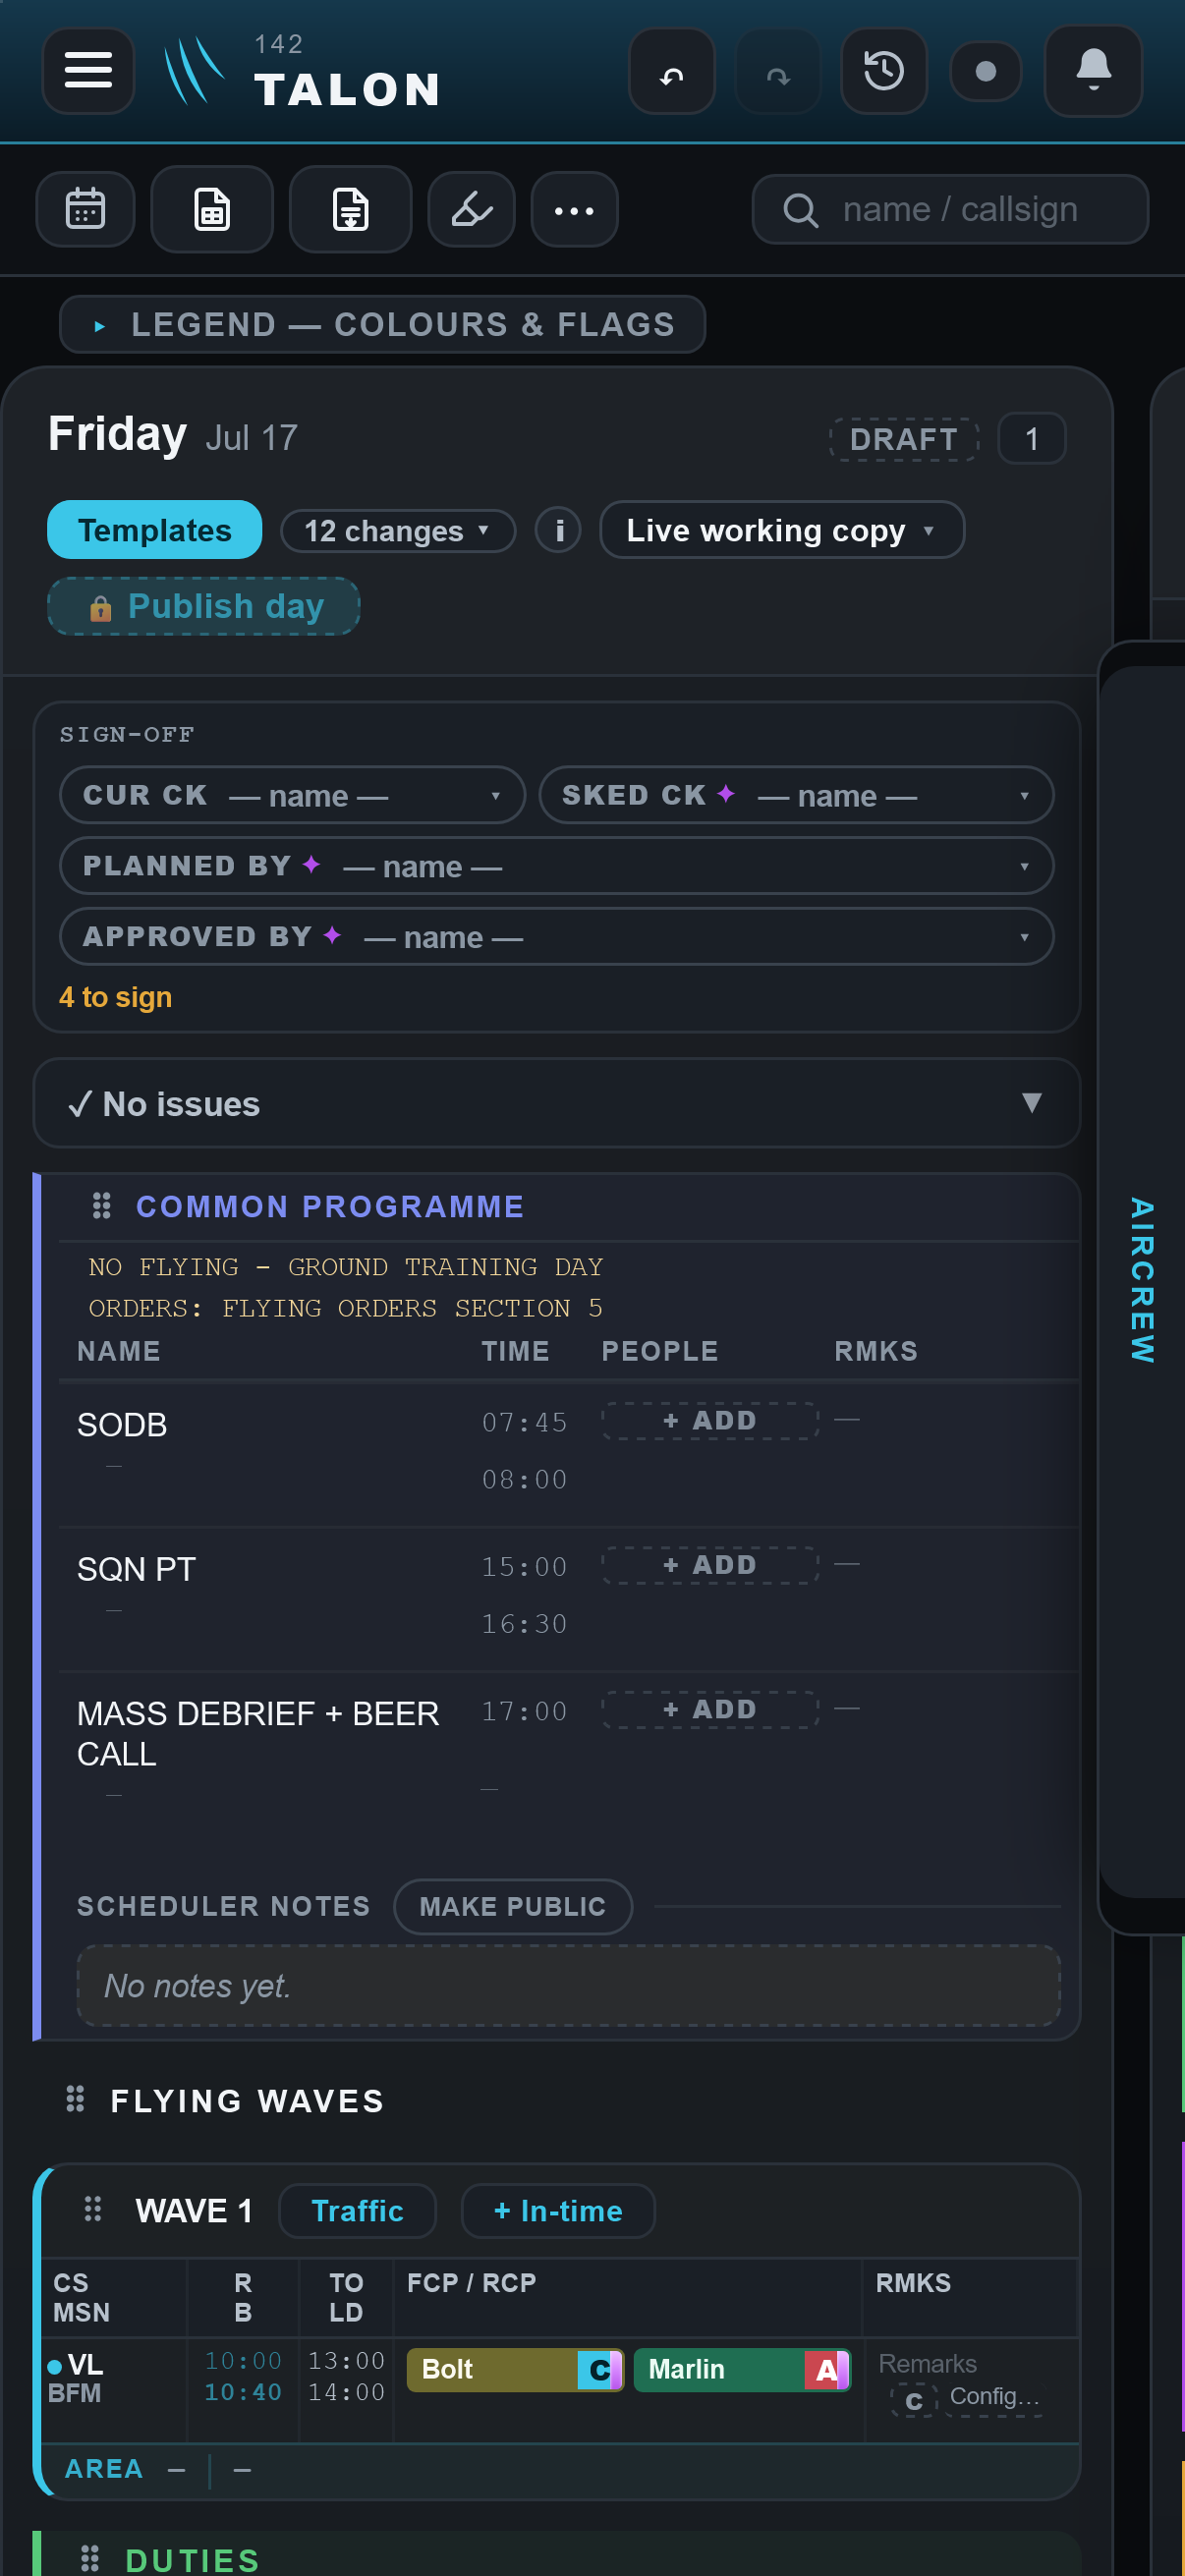 142
TALON
name / callsign
LEGEND — COLOURS & FLAGS
Friday Jul 17
DRAFT 1
Templates 12 changes i Live working copy
Publish day
SIGN-OFF
CUR CK — name —
SKED CK — name —
PLANNED BY — name —
APPROVED BY — name —
4 to sign
✓ No issues
AIRCREW
COMMON PROGRAMME
NO FLYING - GROUND TRAINING DAY
ORDERS: FLYING ORDERS SECTION 5
NAME TIME PEOPLE RMKS
SODB 07:45 + ADD —
— 08:00
SQN PT 15:00 + ADD —
— 16:30
MASS DEBRIEF + BEER 17:00 + ADD —
CALL
— —
SCHEDULER NOTES MAKE PUBLIC
No notes yet.
FLYING WAVES
WAVE 1 Traffic + In-time
CS R TO FCP / RCP RMKS
MSN B LD
VL 10:00 13:00 Bolt C Marlin A Remarks
BFM 10:40 14:00 C Config...
AREA — —
DUTIES